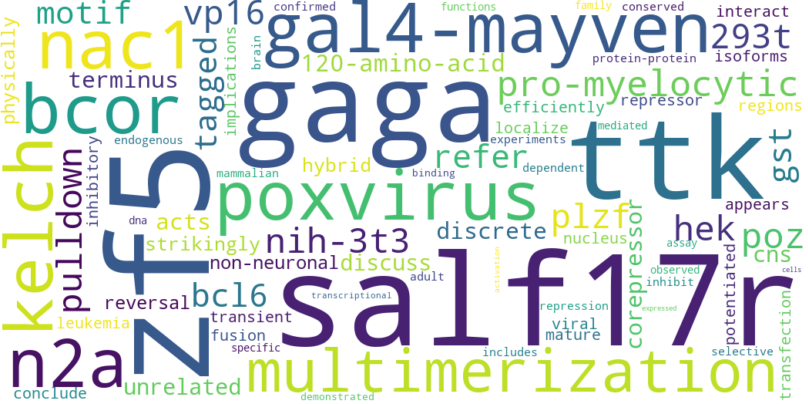 motif
vp16
confirmed
functions
family
conserved
interact
physically
nac1
tagged
implications
brain
gal4-mayven
293t
terminus
120-amino-acid
protein-protein
isoforms
bcor
gaga
pro-myelocytic
efficiently
repressor
regions
endogenous
localize
mediated
experiments
ttk
gst
kelch
pulldown
inhibitory
zf5
hybrid
refer
dependent
mammalian
binding
poxvirus
appears
dna
acts
plzf
hek
strikingly
nih-3t3
discrete
nucleus
corepressor
poz
non-neuronal
discuss
salf17r
activation
assay
cns
reversal
bcl6
adult
observed
cells
inhibit
potentiated
transcriptional
repression
expressed
leukemia
transient
fusion
viral
mature
transfection
n2a
specific
includes
selective
conclude
unrelated
multimerization
demonstrated